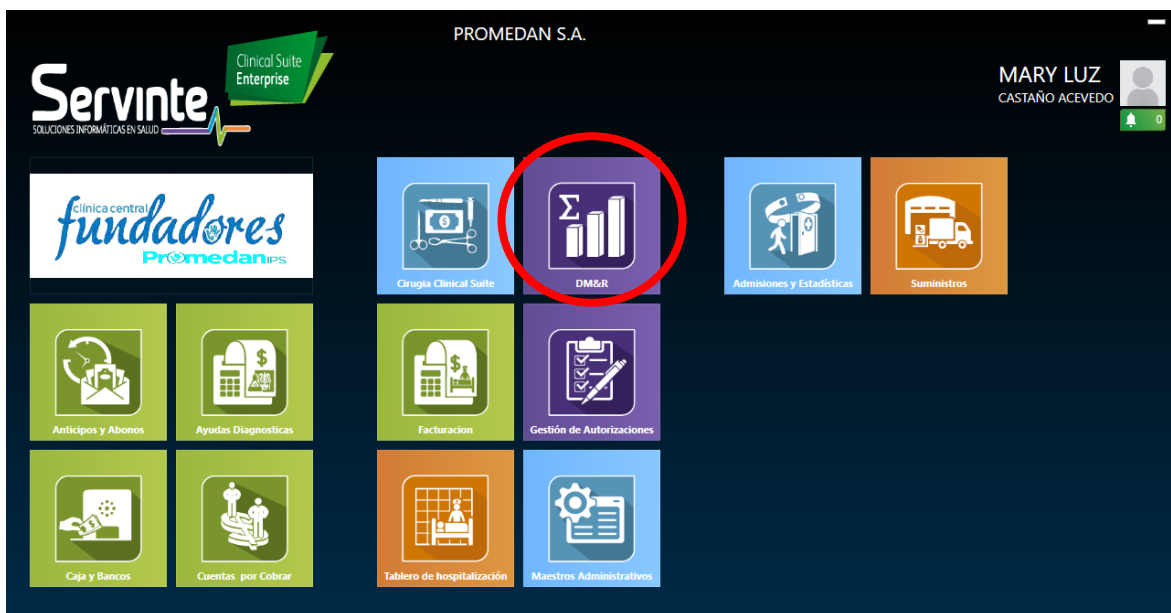 PROMEDAN S.A.
Clinical Suite
Enterprise
Servinte
SOLUCIONES INFORMÁTICAS EN SALUD
MARY LUZ
CASTAÑO ACEVEDO
0
clínica central
fundadores
Promedan IPS
Cirugia Clinical Suite
DM&R
Admisiones y Estadísticas
Suministros
Anticipos y Abonos
Ayudas Diagnosticas
Facturacion
Gestión de Autorizaciones
Caja y Bancos
Cuentas por Cobrar
Tablero de hospitalización
Maestros Administrativos